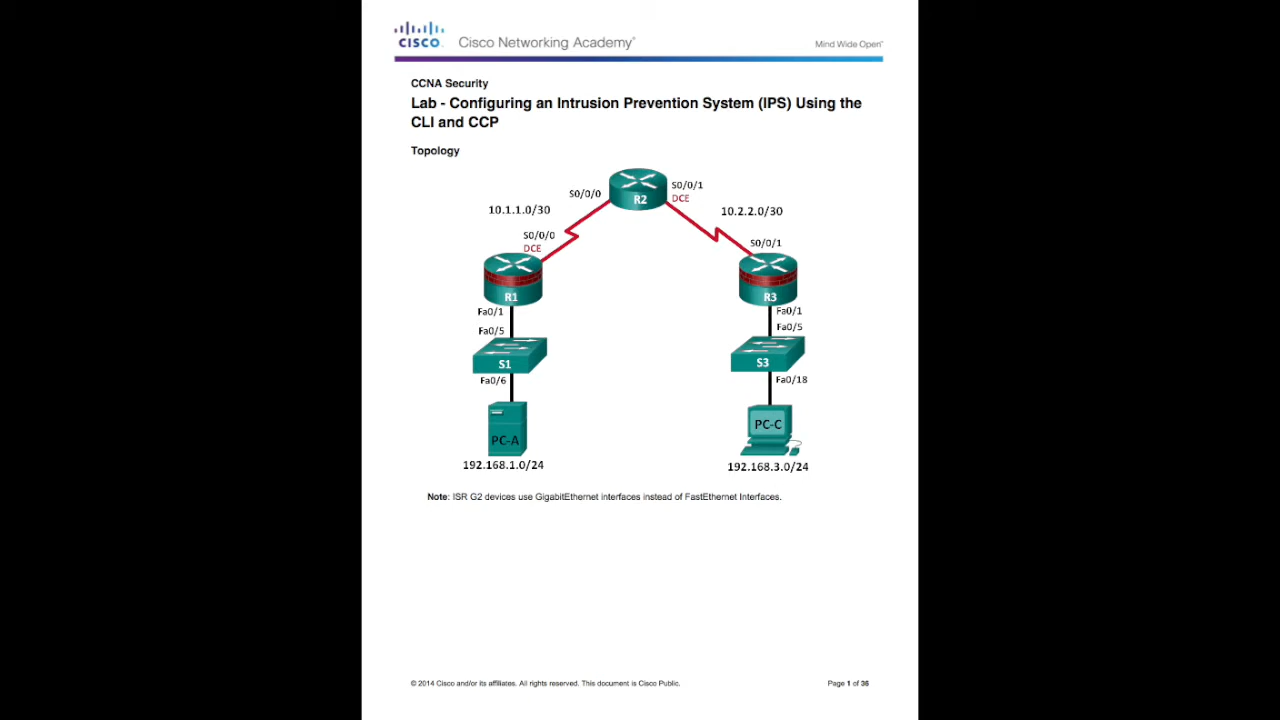 CISCO Cisco Networking Academy® Mind Wide Open®
CCNA Security
Lab - Configuring an Intrusion Prevention System (IPS) Using the
CLI and CCP
Topology
S0/0/0 R2 S0/0/1
DCE
10.1.1.0/30 10.2.2.0/30
S0/0/0
DCE
S0/0/1
R1 R3
Fa0/1 Fa0/1
Fa0/5 Fa0/5
S1 S3
Fa0/6 Fa0/18
PC-A PC-C
192.168.1.0/24 192.168.3.0/24
Note: ISR G2 devices use GigabitEthernet interfaces instead of FastEthernet Interfaces.
© 2014 Cisco and/or its affiliates. All rights reserved. This document is Cisco Public. Page 1 of 36